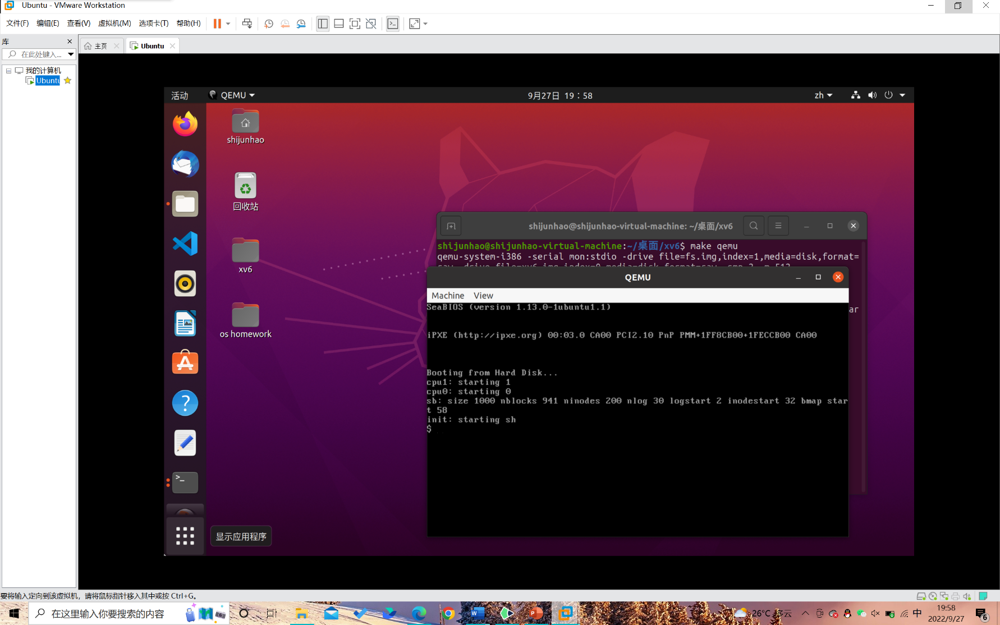 Ubuntu - VMware Workstation
文件(F) 编辑(E) 查看(V) 虚拟机(M) 选项卡(T) 帮助(H)
库
主页
Ubuntu
在此处键入...
我的计算机
Ubuntu
活动
QEMU
9月27日 19：58
zh
shijunhao
回收站
xv6
os homework
shijunhao@shijunhao-virtual-machine: ~/桌面/xv6
shijunhao@shijunhao-virtual-machine:~/桌面/xv6$ make qemu
qemu-system-i386 -serial mon:stdio -drive file=fs.img,index=1,media=disk,format=
QEMU
Machine View
SeaBIOS (version 1.13.0-1ubuntu1.1)
ar
iPXE (http://ipxe.org) 00:03.0 CA00 PCI2.10 PnP PMM+1FF8CB00+1FECCB00 CA00
Booting from Hard Disk...
cpu1: starting 1
cpu0: starting 0
sb: size 1000 nblocks 941 ninodes 200 nlog 30 logstart 2 inodestart 32 bmap star
t 58
init: starting sh
$
显示应用程序
要将输入定向到该虚拟机，请将鼠标指针移入其中或按 Ctrl+G。
在这里输入你要搜索的内容
26°C 多云
中
19:58
2022/9/27
6